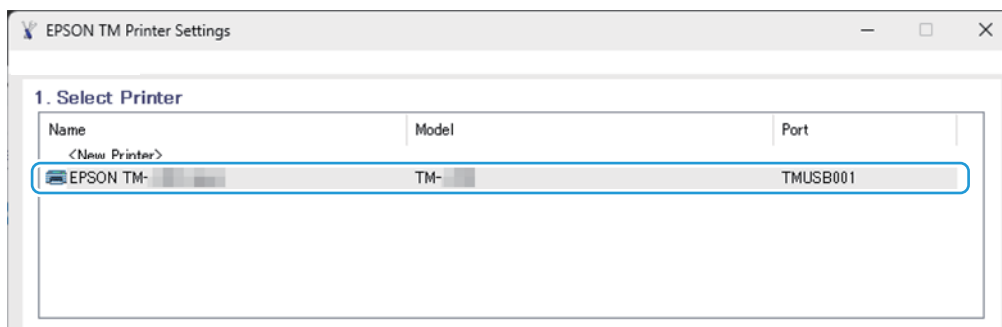 EPSON TM Printer Settings
1. Select Printer
Name Model Port
<New Printer>
EPSON TM- TM- TMUSB001